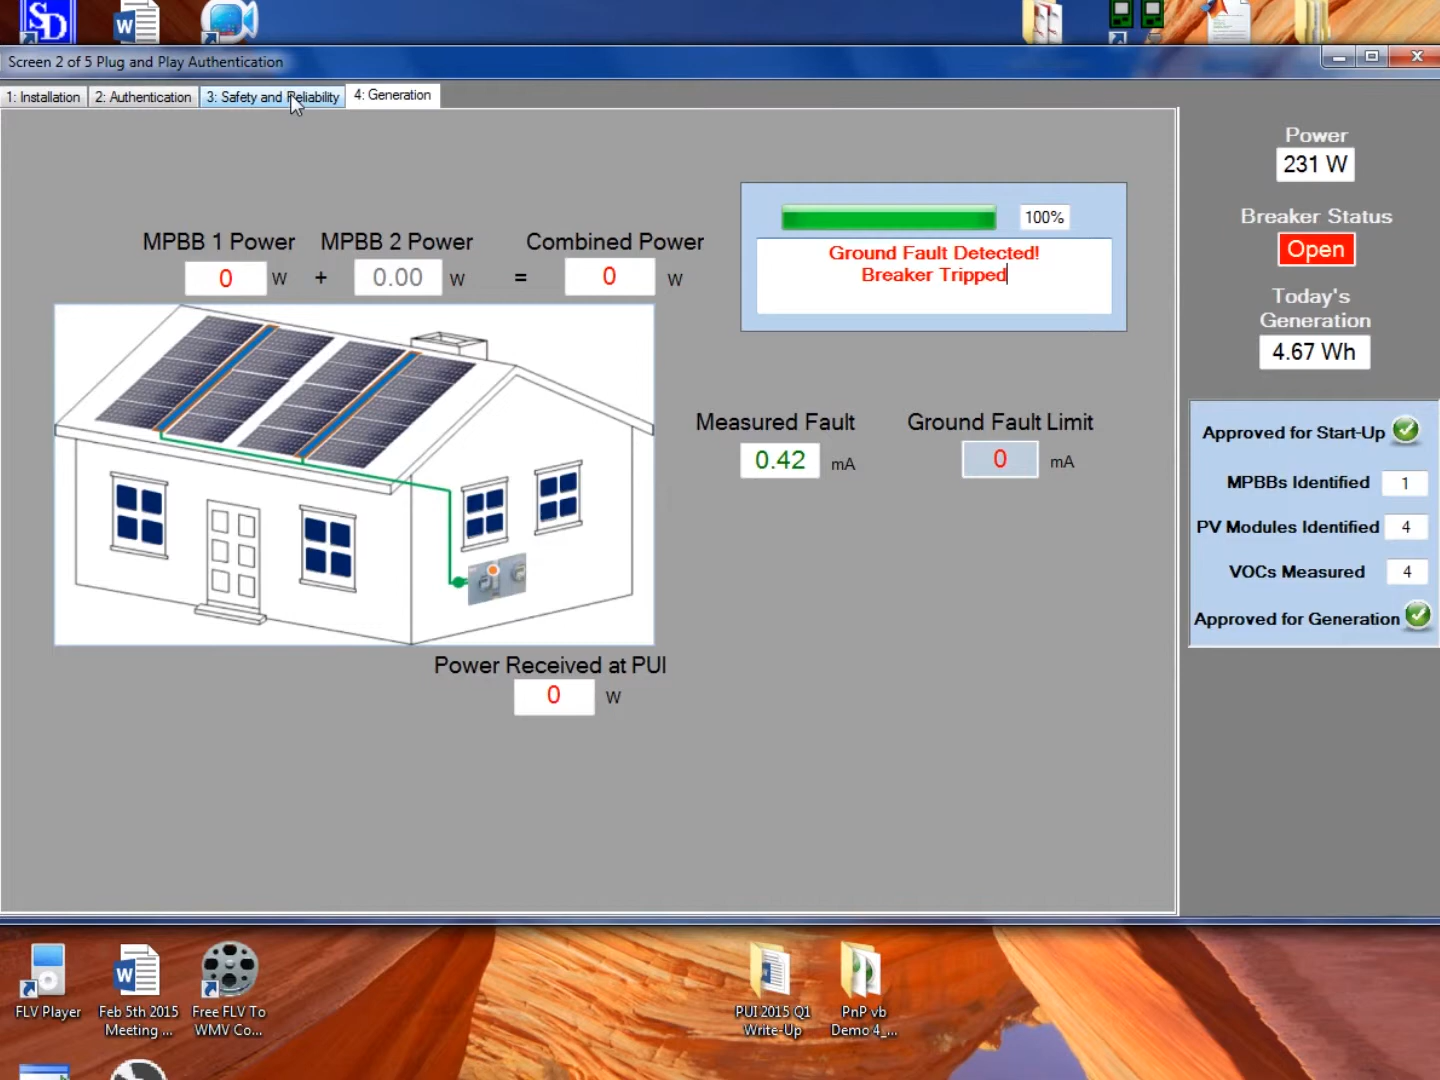 SD
W
Screen 2 of 5 Plug and Play Authentication
1: Installation
2: Authentication
3: Safety and Reliability
4: Generation
Power
231 W
Breaker Status
Open
Today's
Generation
4.67 Wh
MPBB 1 Power
MPBB 2 Power
Combined Power
0 W + 0.00 W = 0 W
100%
Ground Fault Detected!
Breaker Tripped
Measured Fault
0.42 mA
Ground Fault Limit
0 mA
Approved for Start-Up
MPBBs Identified 1
PV Modules Identified 4
VOCs Measured 4
Approved for Generation
Power Received at PUI
0 W
W
FLV Player
Feb 5th 2015
Meeting ...
Free FLV To
WMV Co...
PUI 2015 Q1
Write-Up
PnP vb
Demo 4_...